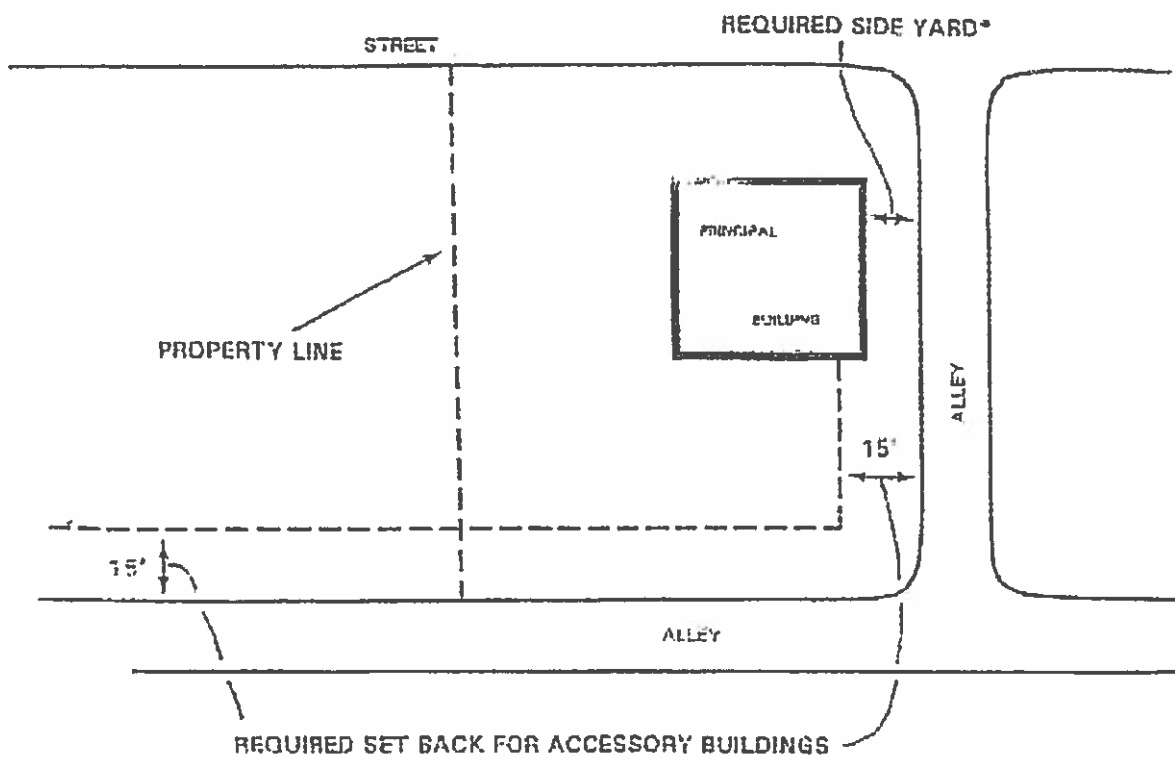 REQUIRED SIDE YARD*
STREET
PRINCIPAL
BUILDING
PROPERTY LINE
ALLEY
15'
15'
ALLEY
REQUIRED SET BACK FOR ACCESSORY BUILDINGS